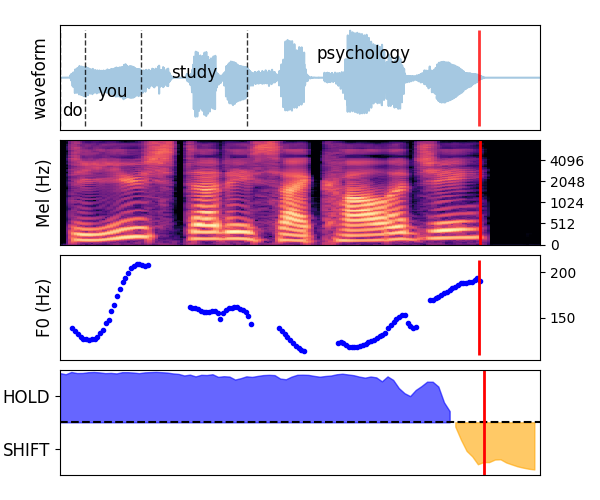 waveform
do
you
study
psychology
Mel (Hz)
4096
2048
1024
512
0
F0 (Hz)
200
150
HOLD
SHIFT